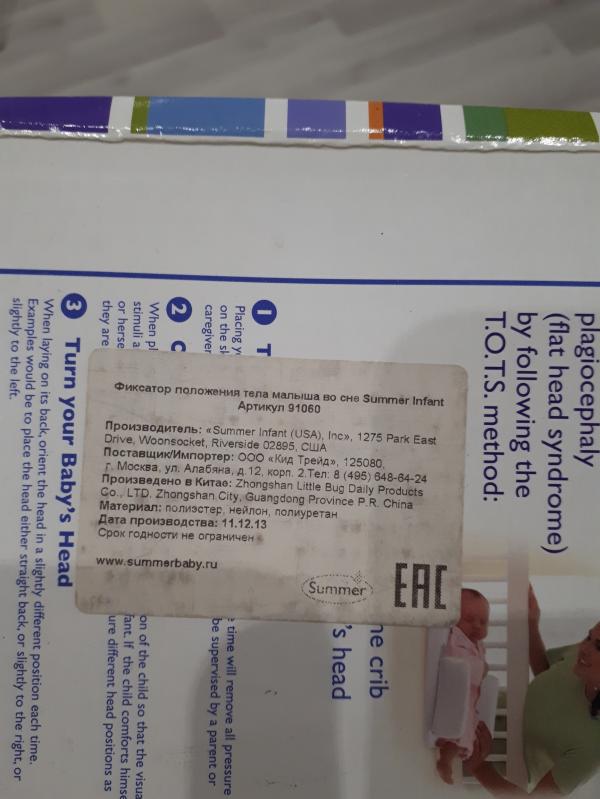 plagiocephaly
(flat head syndrome)
by following the
T.O.T.S. method:
1 T
Placing
on the
caregiver
2
When
stimuli
or herse
they are
Фиксатор положения тела малыша во сне Summer Infant
Артикул 91060
Производитель: «Summer Infant (USA), Inc», 1275 Park East
Drive, Woonsocket, Riverside 02895, США
Поставщик/Импортер: ООО «Кид Трейд», 125080,
г. Москва, ул. Алабяна, д.12, корп. 2.Тел: 8 (495) 648-64-24
Произведено в Китае: Zhongshan Little Bug Daily Products
Co., LTD, Zhongshan City, Guangdong Province P.R. China
Материал: полиэстер, нейлон, полиуретан
Дата производства: 11.12.13
Срок годности не ограничен
www.summerbaby.ru
Summer
EAC
e time will remove all pressure
be supervised by a parent or
he crib
's head
on of the child so that the visua
fant. If the child comforts himse
ure different head positions as
3 Turn your Baby's Head
When laying on its back, orient the head in a slightly different position each time.
Examples would be to place the head either straight back, or slightly to the right, or
slightly to the left.